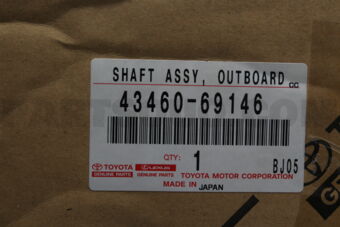 SHAFT ASSY, OUTBOARD CC
43460-69146
QTY: 1
BJ05
TOYOTA LEXUS
GENUINE PARTS GENUINE PARTS TOYOTA MOTOR CORPORATION
MADE IN JAPAN